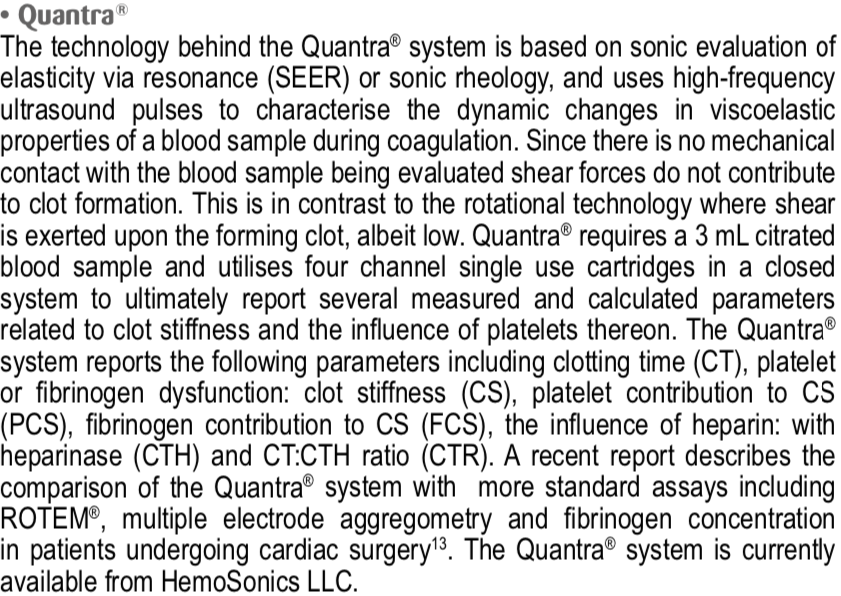 • Quantra®
The technology behind the Quantra® system is based on sonic evaluation of
elasticity via resonance (SEER) or sonic rheology, and uses high-frequency
ultrasound pulses to characterise the dynamic changes in viscoelastic
properties of a blood sample during coagulation. Since there is no mechanical
contact with the blood sample being evaluated shear forces do not contribute
to clot formation. This is in contrast to the rotational technology where shear
is exerted upon the forming clot, albeit low. Quantra® requires a 3 mL citrated
blood sample and utilises four channel single use cartridges in a closed
system to ultimately report several measured and calculated parameters
related to clot stiffness and the influence of platelets thereon. The Quantra®
system reports the following parameters including clotting time (CT), platelet
or fibrinogen dysfunction: clot stiffness (CS), platelet contribution to CS
(PCS), fibrinogen contribution to CS (FCS), the influence of heparin: with
heparinase (CTH) and CT:CTH ratio (CTR). A recent report describes the
comparison of the Quantra® system with more standard assays including
ROTEM®, multiple electrode aggregometry and fibrinogen concentration
in patients undergoing cardiac surgery¹³. The Quantra® system is currently
available from HemoSonics LLC.